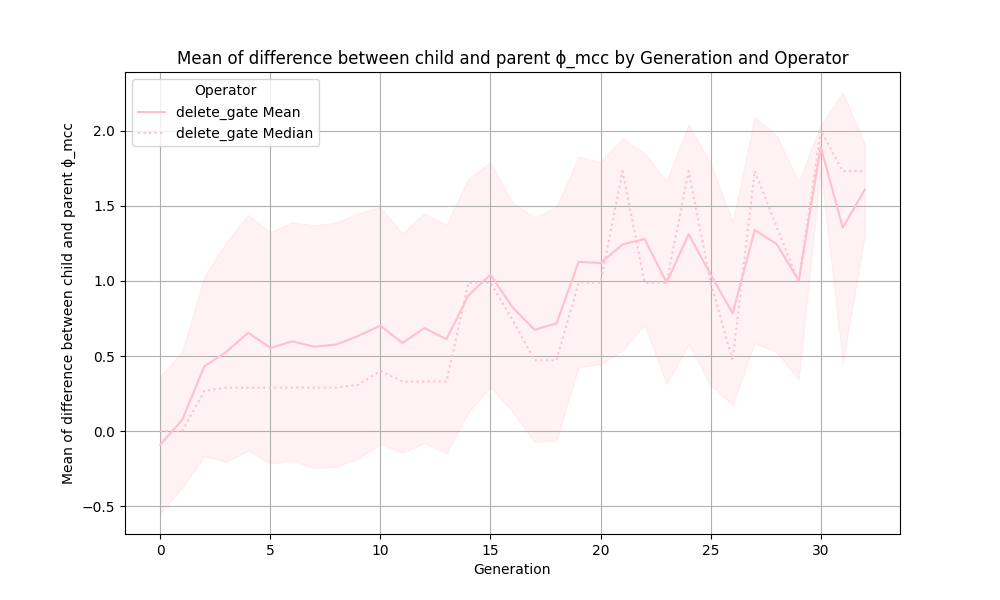 Mean of difference between child and parent ϕ_mcc by Generation and Operator
Mean of difference between child and parent ϕ_mcc
Operator
delete_gate Mean
delete_gate Median
2.0
1.5
1.0
0.5
0.0
−0.5
0 5 10 15 20 25 30
Generation